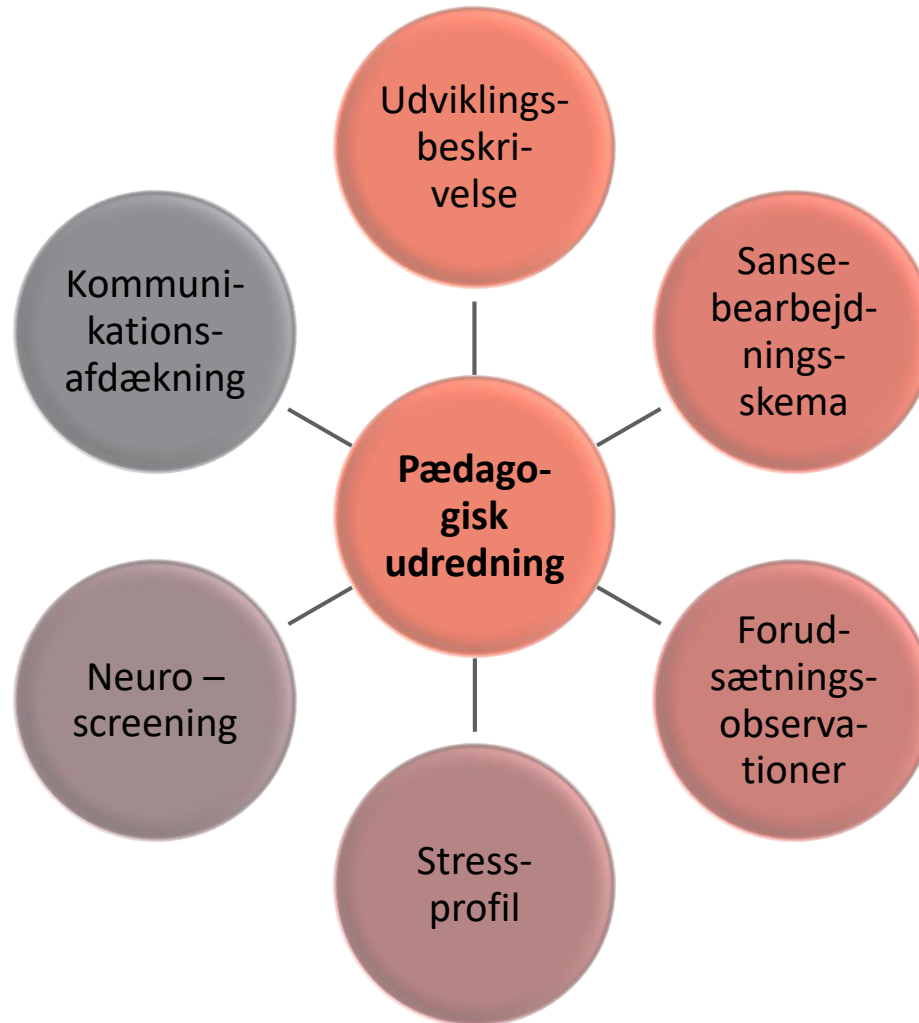 Udviklings-
beskri-
velse
Sanse-
bearbejd-
nings-
skema
Forud-
sætnings-
observa-
tioner
Stress-
profil
Neuro –
screening
Kommuni-
kations-
afdækning
Pædago-
gisk
udredning